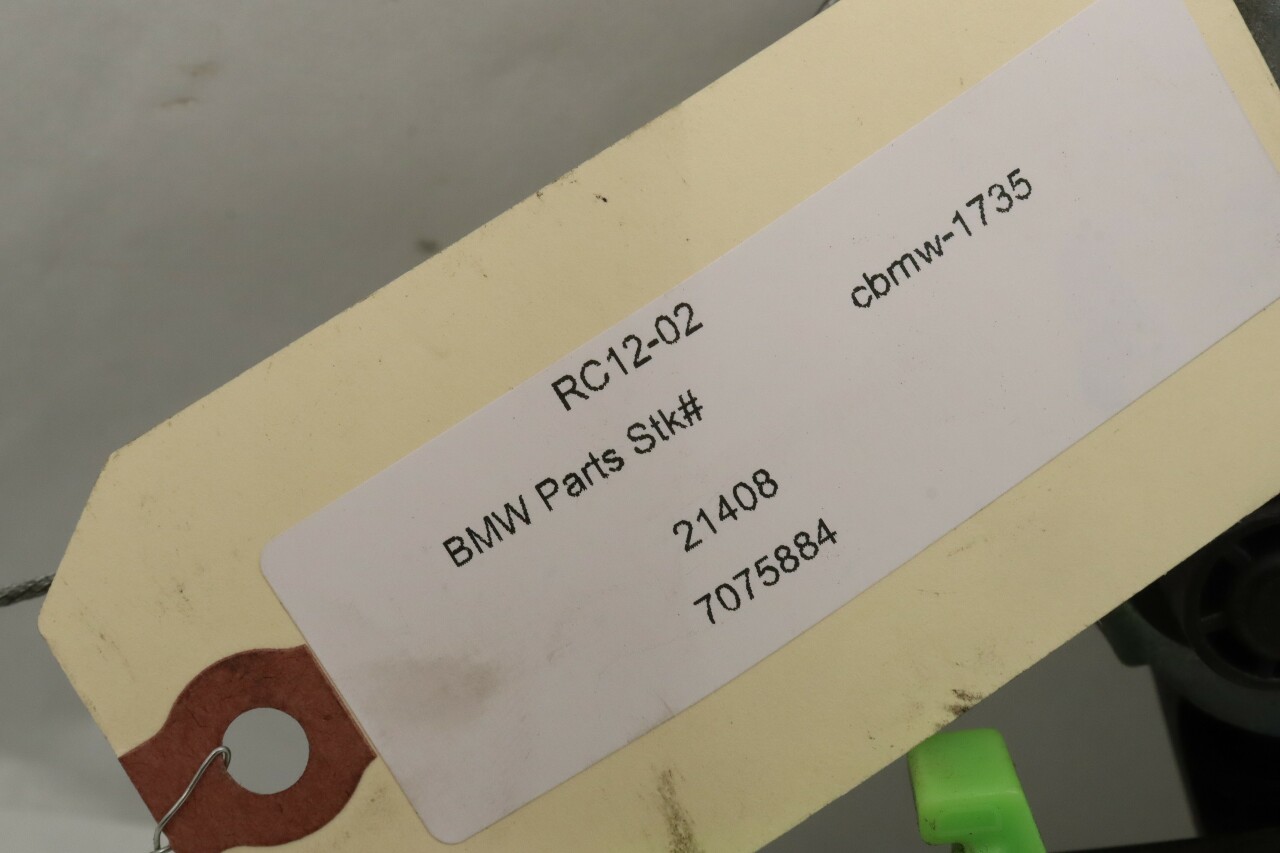 RC12-02 cbmw-1735
BMW Parts Stk#
21408
7075884